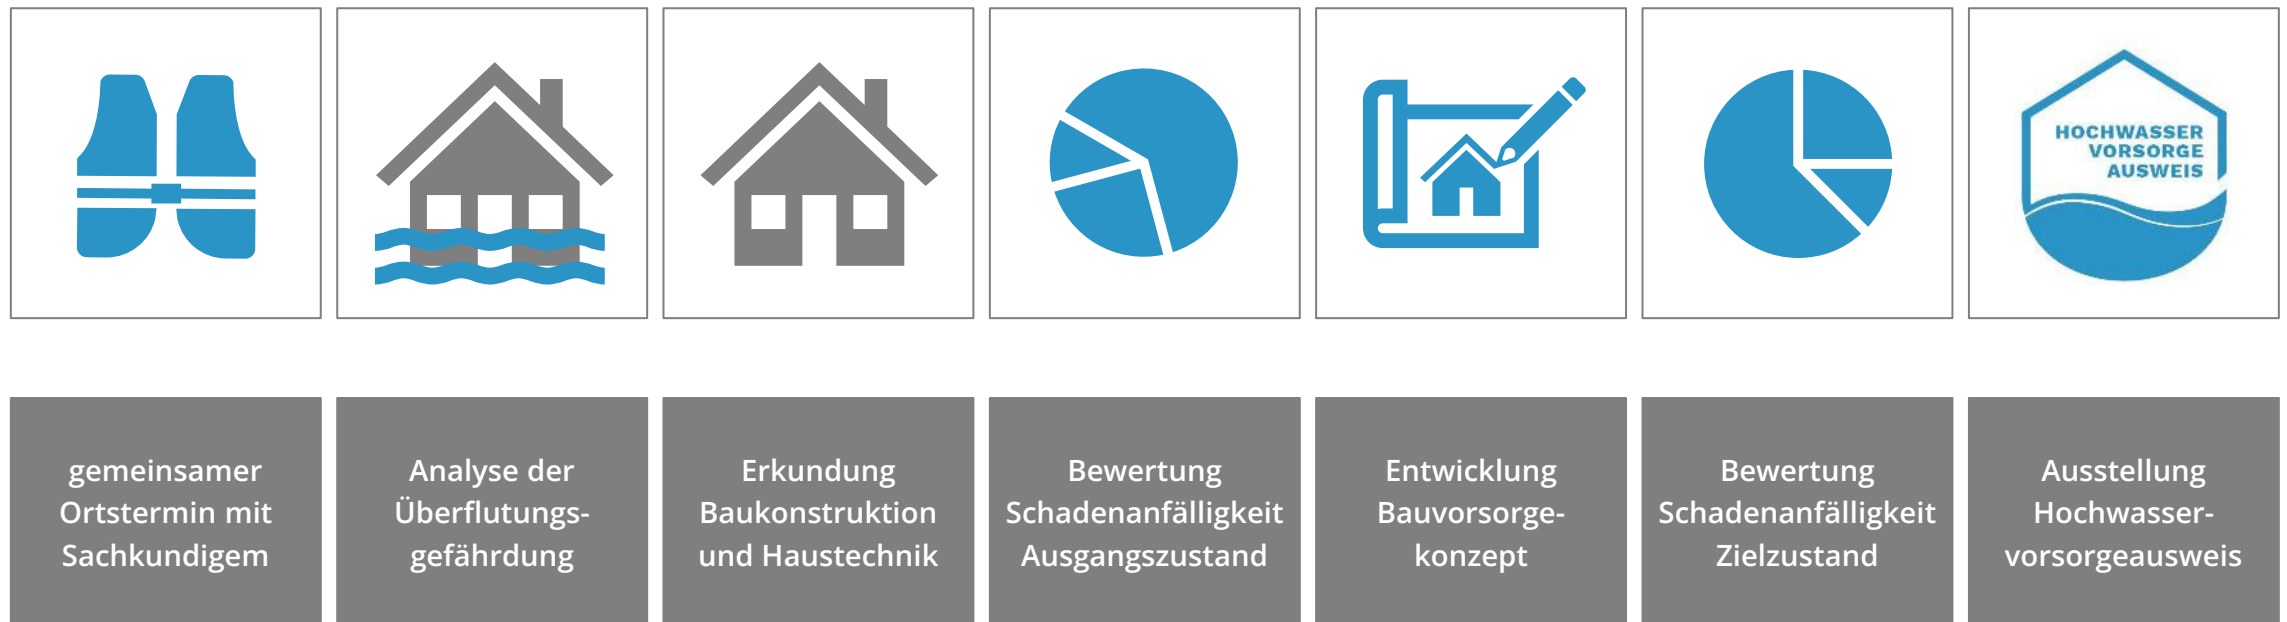 HOCHWASSER
VORSORGE
AUSWEIS
gemeinsamer
Ortstermin mit
Sachkundigem
Analyse der
Überflutungs-
gefährdung
Erkundung
Baukonstruktion
und Haustechnik
Bewertung
Schadenanfälligkeit
Ausgangszustand
Entwicklung
Bauvorsorge-
konzept
Bewertung
Schadenanfälligkeit
Zielzustand
Ausstellung
Hochwasser-
vorsorgeausweis